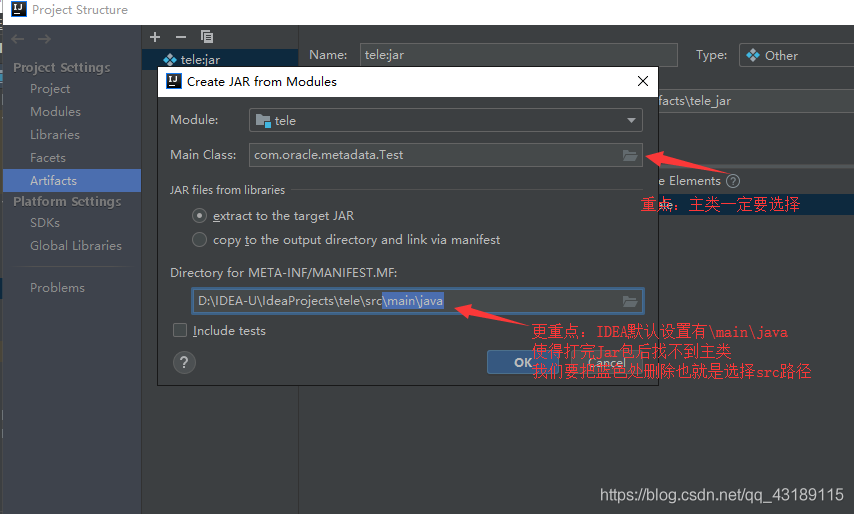 Project Structure
Project Settings
Project
Modules
Libraries
Facets
Artifacts
Platform Settings
SDKs
Global Libraries
Problems
tele:jar
Name: tele:jar Type: Other
facts\tele_jar
e Elements
Create JAR from Modules
Module: tele
Main Class: com.oracle.metadata.Test
JAR files from libraries
extract to the target JAR
copy to the output directory and link via manifest
Directory for META-INF/MANIFEST.MF:
D:\IDEA-U\IdeaProjects\tele\src\main\java
Include tests
?
OK Cancel
重点：主类一定要选择
更重点：IDEA默认设置有\main\java
使得打完Jar包后找不到主类
我们要把蓝色处删除也就是选择src路径
https://blog.csdn.net/qq_43189115